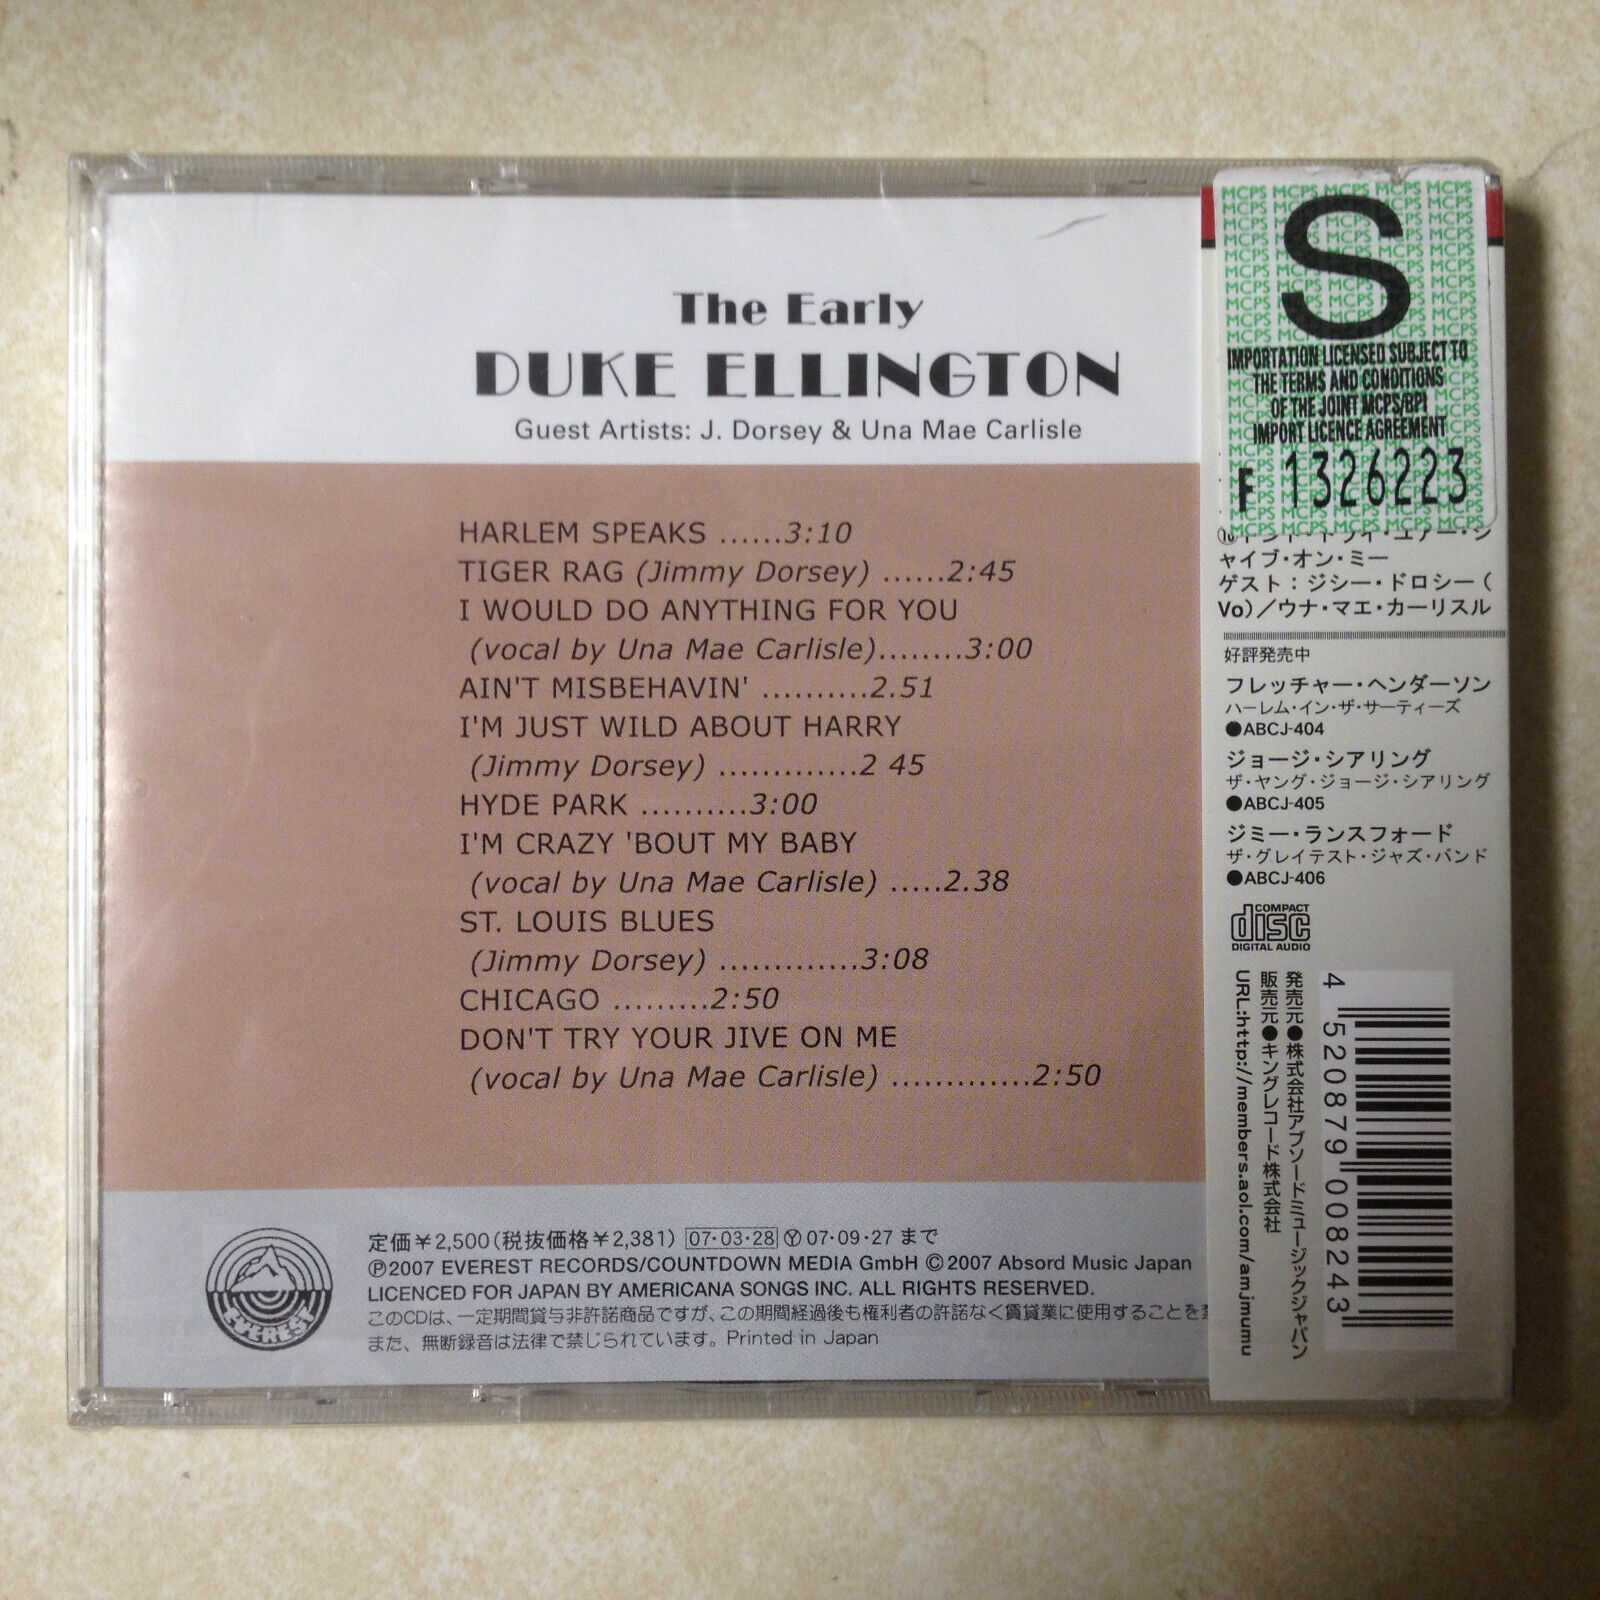 The Early
DUKE ELLINGTON
Guest Artists: J. Dorsey & Una Mae Carlisle
HARLEM SPEAKS ......3:10
TIGER RAG (Jimmy Dorsey) ......2:45
I WOULD DO ANYTHING FOR YOU
(vocal by Una Mae Carlisle)........3:00
AIN'T MISBEHAVIN' ..........2.51
I'M JUST WILD ABOUT HARRY
(Jimmy Dorsey) .............2 45
HYDE PARK ..........3:00
I'M CRAZY 'BOUT MY BABY
(vocal by Una Mae Carlisle) .....2.38
ST. LOUIS BLUES
(Jimmy Dorsey) .............3:08
CHICAGO .........2:50
DON'T TRY YOUR JIVE ON ME
(vocal by Una Mae Carlisle) .............2:50
EVEREST
定価¥2,500(税抜価格¥2,381) 07・03・28 Ⓨ07・09・27まで
Ⓟ2007 EVEREST RECORDS/COUNTDOWN MEDIA GmbH ©2007 Absord Music Japan
LICENCED FOR JAPAN BY AMERICANA SONGS INC. ALL RIGHTS RESERVED.
このCDは、一定期間貸与非許諾商品ですが、この期間経過後も権利者の許諾なく賃貸業に使用することを
また、無断録音は法律で禁じられています。Printed in Japan
MCPS MCPS MCPS MCPS MCPS
S
IMPORTATION LICENSED SUBJECT TO
THE TERMS AND CONDITIONS
OF THE JOINT MCPS/BPI
IMPORT LICENCE AGREEMENT
F 1326223
ャイブ・オン・ミー
ゲスト:ジシー・ドロシー(
Vo)/ウナ・マエ・カーリスル
好評発売中
フレッチャー・ヘンダーソン
ハーレム・イン・ザ・サーティーズ
●ABCJ-404
ジョージ・シアリング
ザ・ヤング・ジョージ・シアリング
●ABCJ-405
ジミー・ランスフォード
ザ・グレイテスト・ジャズ・バンド
●ABCJ-406
COMPACT
disc
DIGITAL AUDIO
4 520879 008243
発売元●株式会社アブソードミュージックジャパン
販売元●キングレコード株式会社
URL:http://members.aol.com/amjmumu